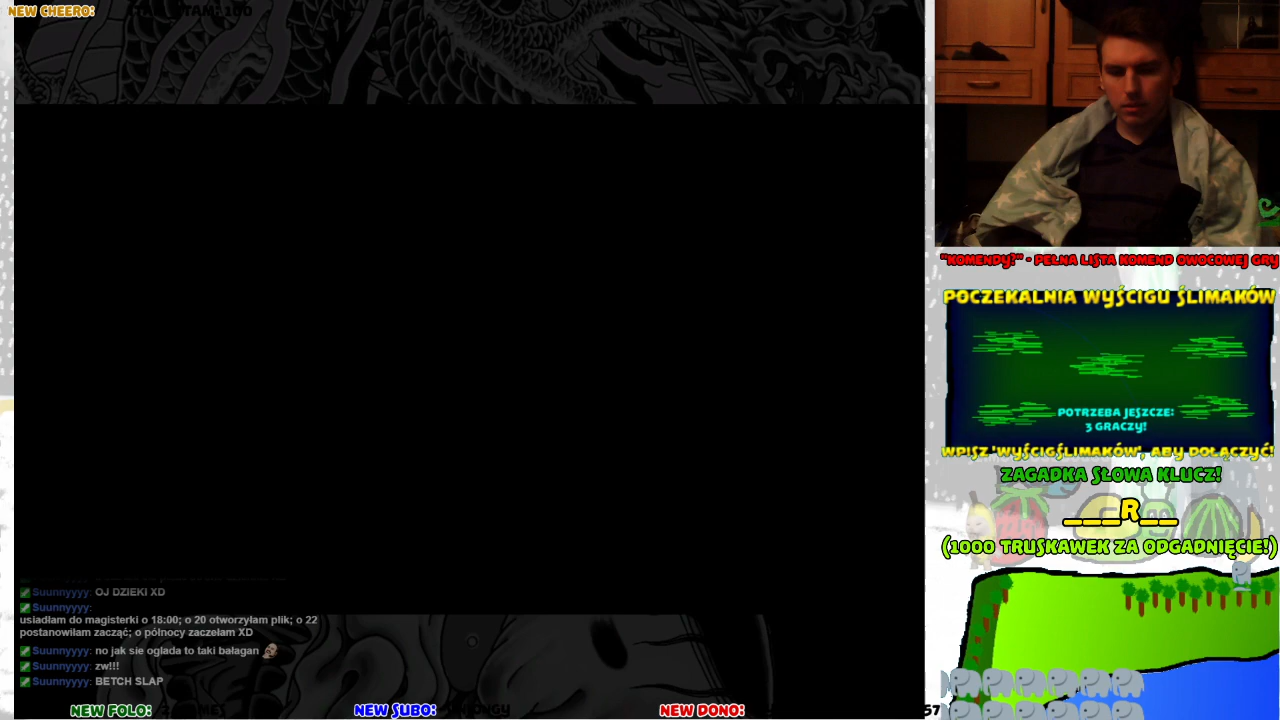 NEW CHEERO:
"KOMENDY!" - PEŁNA LISTA KOMEND OWOCOWEJ GRY
POCZEKALNIA WYŚCIGU ŚLIMAKÓW
POTRZEBA JESZCZE:
3 GRACZY!
WPISZ 'WYŚCIGŚLIMAKÓW', ABY DOŁĄCZYĆ!
ZAGADKA SŁOWA KLUCZ!
___R__
(1000 TRUSKAWEK ZA ODGADNIĘCIE!)
Suunnyyyy: OJ DZIEKI XD
Suunnyyyy:
usiadłam do magisterki o 18:00; o 20 otworzyłam plik; o 22
postanowiłam zacząć; o północy zaczełam XD
Suunnyyyy: no jak sie oglada to taki bałagan
Suunnyyyy: zw!!!
Suunnyyyy: BETCH SLAP
NEW FOLO:
NEW SUBO:
NEW DONO:
57